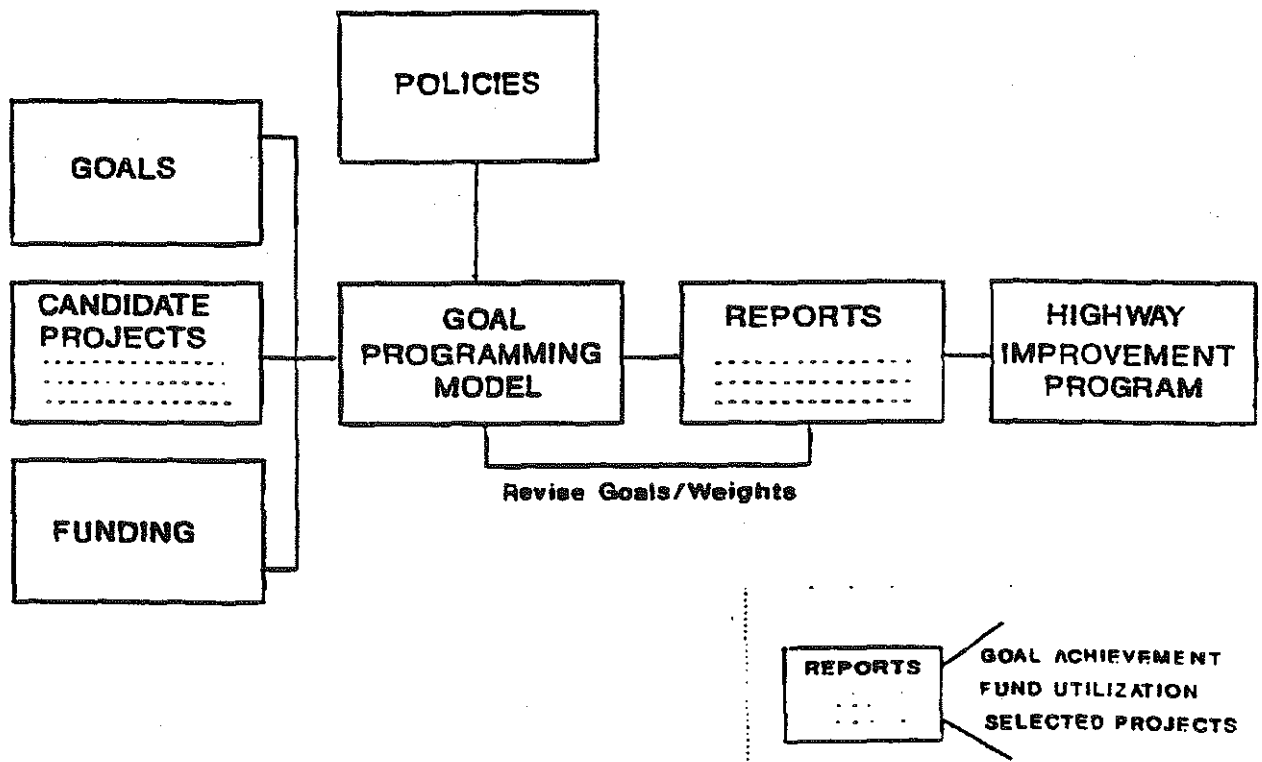 POLICIES
GOALS
CANDIDATE
PROJECTS
GOAL
PROGRAMMING
MODEL
REPORTS
HIGHWAY
IMPROVEMENT
PROGRAM
Revise Goals/Weights
FUNDING
REPORTS
GOAL ACHIEVEMENT
FUND UTILIZATION
SELECTED PROJECTS